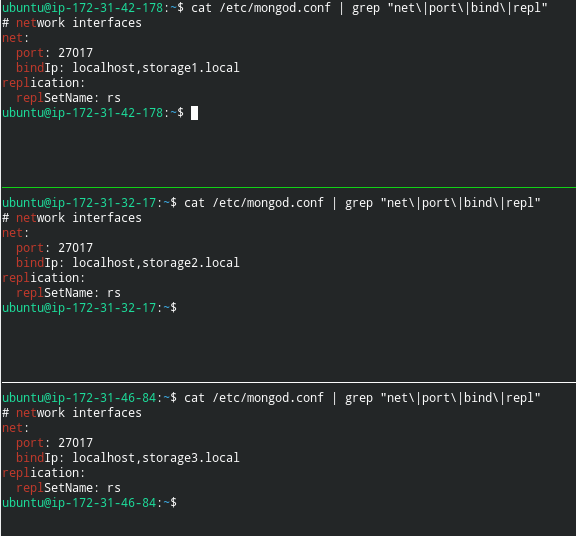 ubuntu@ip-172-31-42-178:~$ cat /etc/mongod.conf | grep "net\|port\|bind\|repl"
# network interfaces
net:
  port: 27017
  bindIp: localhost,storage1.local
replication:
  replSetName: rs
ubuntu@ip-172-31-42-178:~$
ubuntu@ip-172-31-32-17:~$ cat /etc/mongod.conf | grep "net\|port\|bind\|repl"
# network interfaces
net:
  port: 27017
  bindIp: localhost,storage2.local
replication:
  replSetName: rs
ubuntu@ip-172-31-32-17:~$
ubuntu@ip-172-31-46-84:~$ cat /etc/mongod.conf | grep "net\|port\|bind\|repl"
# network interfaces
net:
  port: 27017
  bindIp: localhost,storage3.local
replication:
  replSetName: rs
ubuntu@ip-172-31-46-84:~$